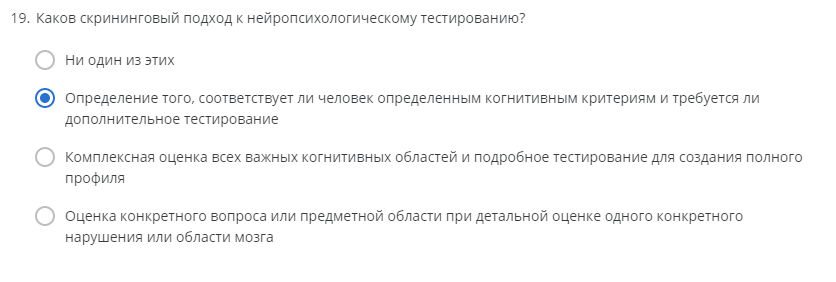 19. Каков скрининговый подход к нейропсихологическому тестированию?
Ни один из этих
Определение того, соответствует ли человек определенным когнитивным критериям и требуется ли
дополнительное тестирование
Комплексная оценка всех важных когнитивных областей и подробное тестирование для создания полного
профиля
Оценка конкретного вопроса или предметной области при детальной оценке одного конкретного
нарушения или области мозга